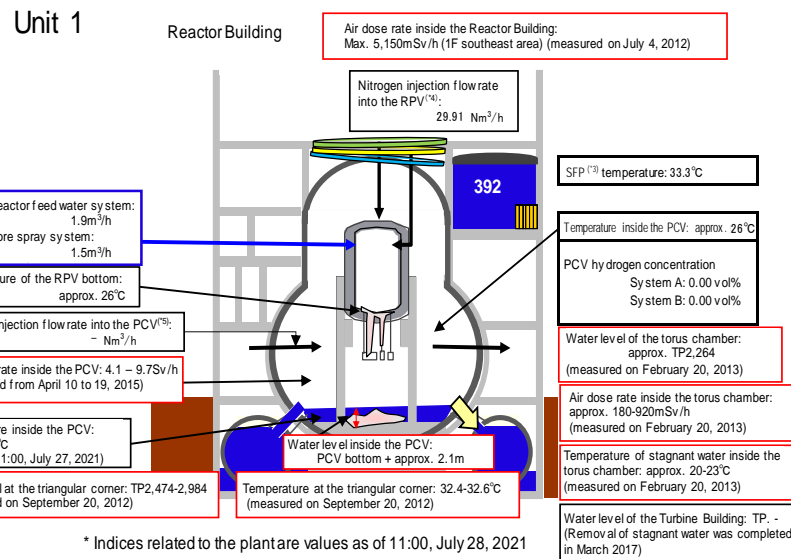 Unit 1
Reactor Building
Air dose rate inside the Reactor Building:
Max. 5,150mSv/h (1F southeast area) (measured on July 4, 2012)
Nitrogen injection flow rate
into the RPV(*4):
29.91 Nm3/h
392
SFP (*3) temperature: 33.3℃
eactor feed water system:
1.9m3/h
ore spray system:
1.5m3/h
Temperature inside the PCV: approx. 26℃
PCV hydrogen concentration
System A: 0.00 vol%
System B: 0.00 vol%
ure of the RPV bottom:
approx. 26℃
njection flow rate into the PCV(*5):
- Nm3/h
Water level of the torus chamber:
approx. TP2,264
(measured on February 20, 2013)
rate inside the PCV: 4.1 – 9.7Sv/h
d from April 10 to 19, 2015)
Air dose rate inside the torus chamber:
approx. 180-920mSv/h
(measured on February 20, 2013)
re inside the PCV:
℃
11:00, July 27, 2021)
Water level inside the PCV:
PCV bottom + approx. 2.1m
Temperature of stagnant water inside the
torus chamber: approx. 20-23℃
(measured on February 20, 2013)
at the triangular corner: TP2,474-2,984
d on September 20, 2012)
Temperature at the triangular corner: 32.4-32.6℃
(measured on September 20, 2012)
Water level of the Turbine Building: TP. -
(Removal of stagnant water was completed
in March 2017)
* Indices related to the plant are values as of 11:00, July 28, 2021